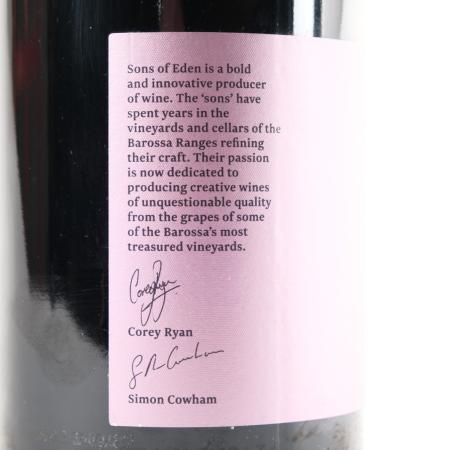 Sons of Eden is a bold
and innovative producer
of wine. The ‘sons’ have
spent years in the
vineyards and cellars of the
Barossa Ranges refining
their craft. Their passion
is now dedicated to
producing creative wines
of unquestionable quality
from the grapes of some
of the Barossa’s most
treasured vineyards.
Corey Ryan
Simon Cowham